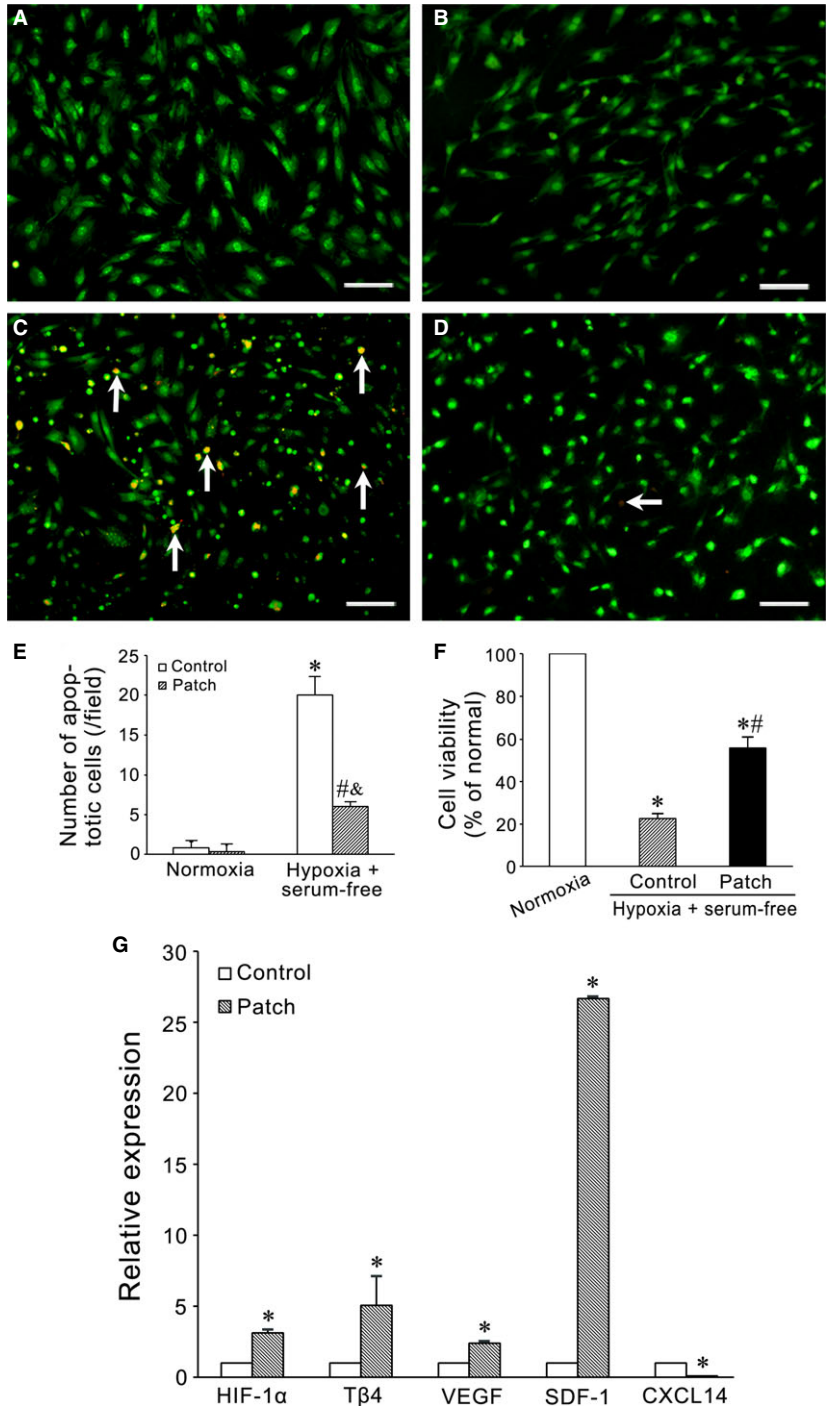 A
B
C
D
E
Number of apop-
totic cells (/field)
25
20
15
10
5
0
Control
Patch
*
#&
Normoxia
Hypoxia +
serum-free
F
Cell viability
(% of normal)
100
80
60
40
20
0
*
*#
Normoxia
Control
Patch
Hypoxia + serum-free
G
Relative expression
30
25
20
15
10
5
0
Control
Patch
*
*
*
*
*
HIF-1α
Tβ4
VEGF
SDF-1
CXCL14